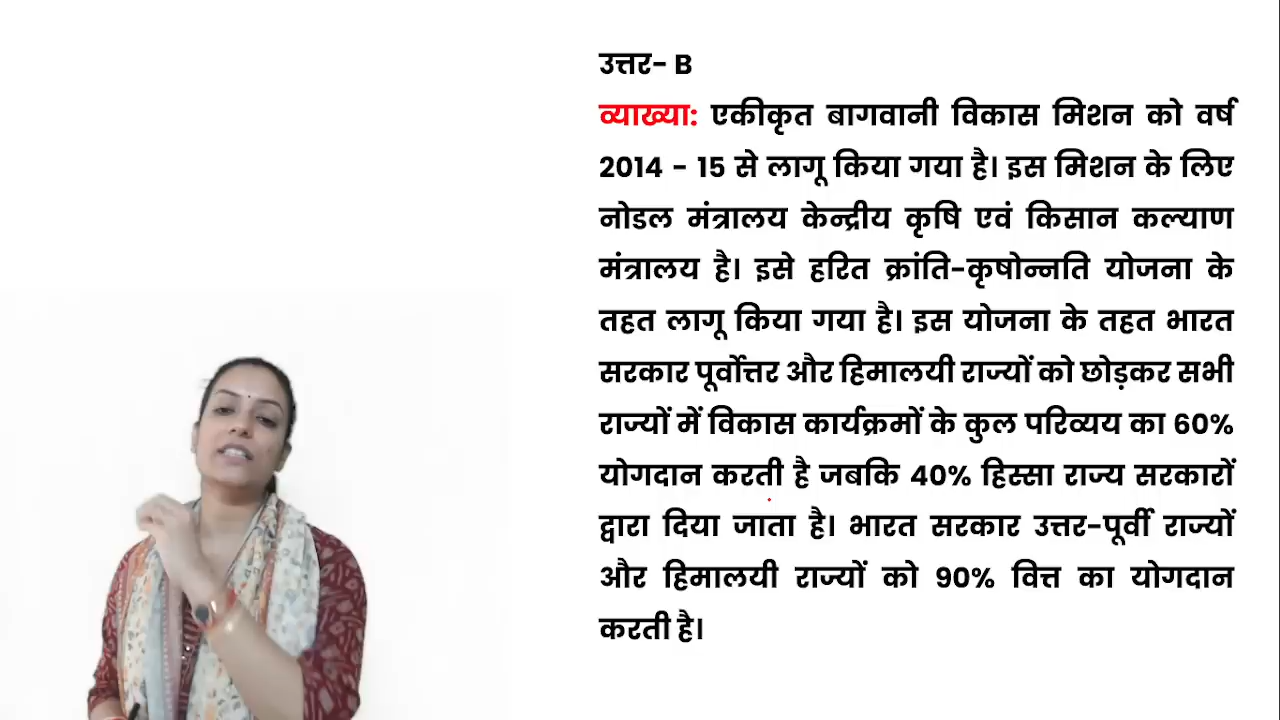 उत्तर- B
व्याख्या: एकीकृत बागवानी विकास मिशन को वर्ष
2014 - 15 से लागू किया गया है। इस मिशन के लिए
नोडल मंत्रालय केन्द्रीय कृषि एवं किसान कल्याण
मंत्रालय है। इसे हरित क्रांति-कृषोन्नति योजना के
तहत लागू किया गया है। इस योजना के तहत भारत
सरकार पूर्वोत्तर और हिमालयी राज्यों को छोड़कर सभी
राज्यों में विकास कार्यक्रमों के कुल परिव्यय का 60%
योगदान करती है जबकि 40% हिस्सा राज्य सरकारों
द्वारा दिया जाता है। भारत सरकार उत्तर-पूर्वी राज्यों
और हिमालयी राज्यों को 90% वित्त का योगदान
करती है।